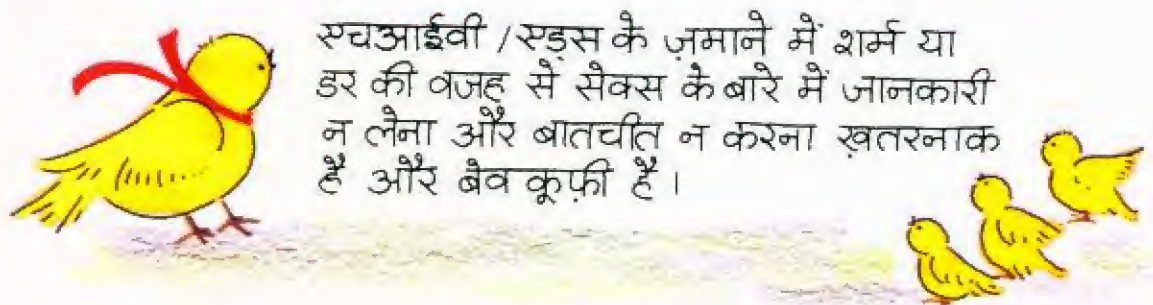 एचआईवी / एड्स के ज़माने में शर्म या
डर की वजह से सेक्स के बारे में जानकारी
न लेना और बातचीत न करना ख़तरनाक
है और बेवकूफ़ी है।